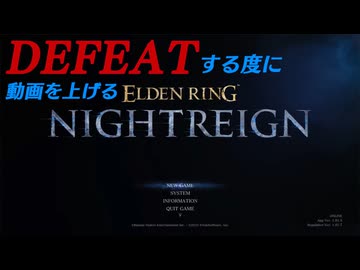 DEFEATする度に
動画を上げる ELDEN RING
NIGHTREIGN
NEW GAME
SYSTEM
INFORMATION
QUIT GAME